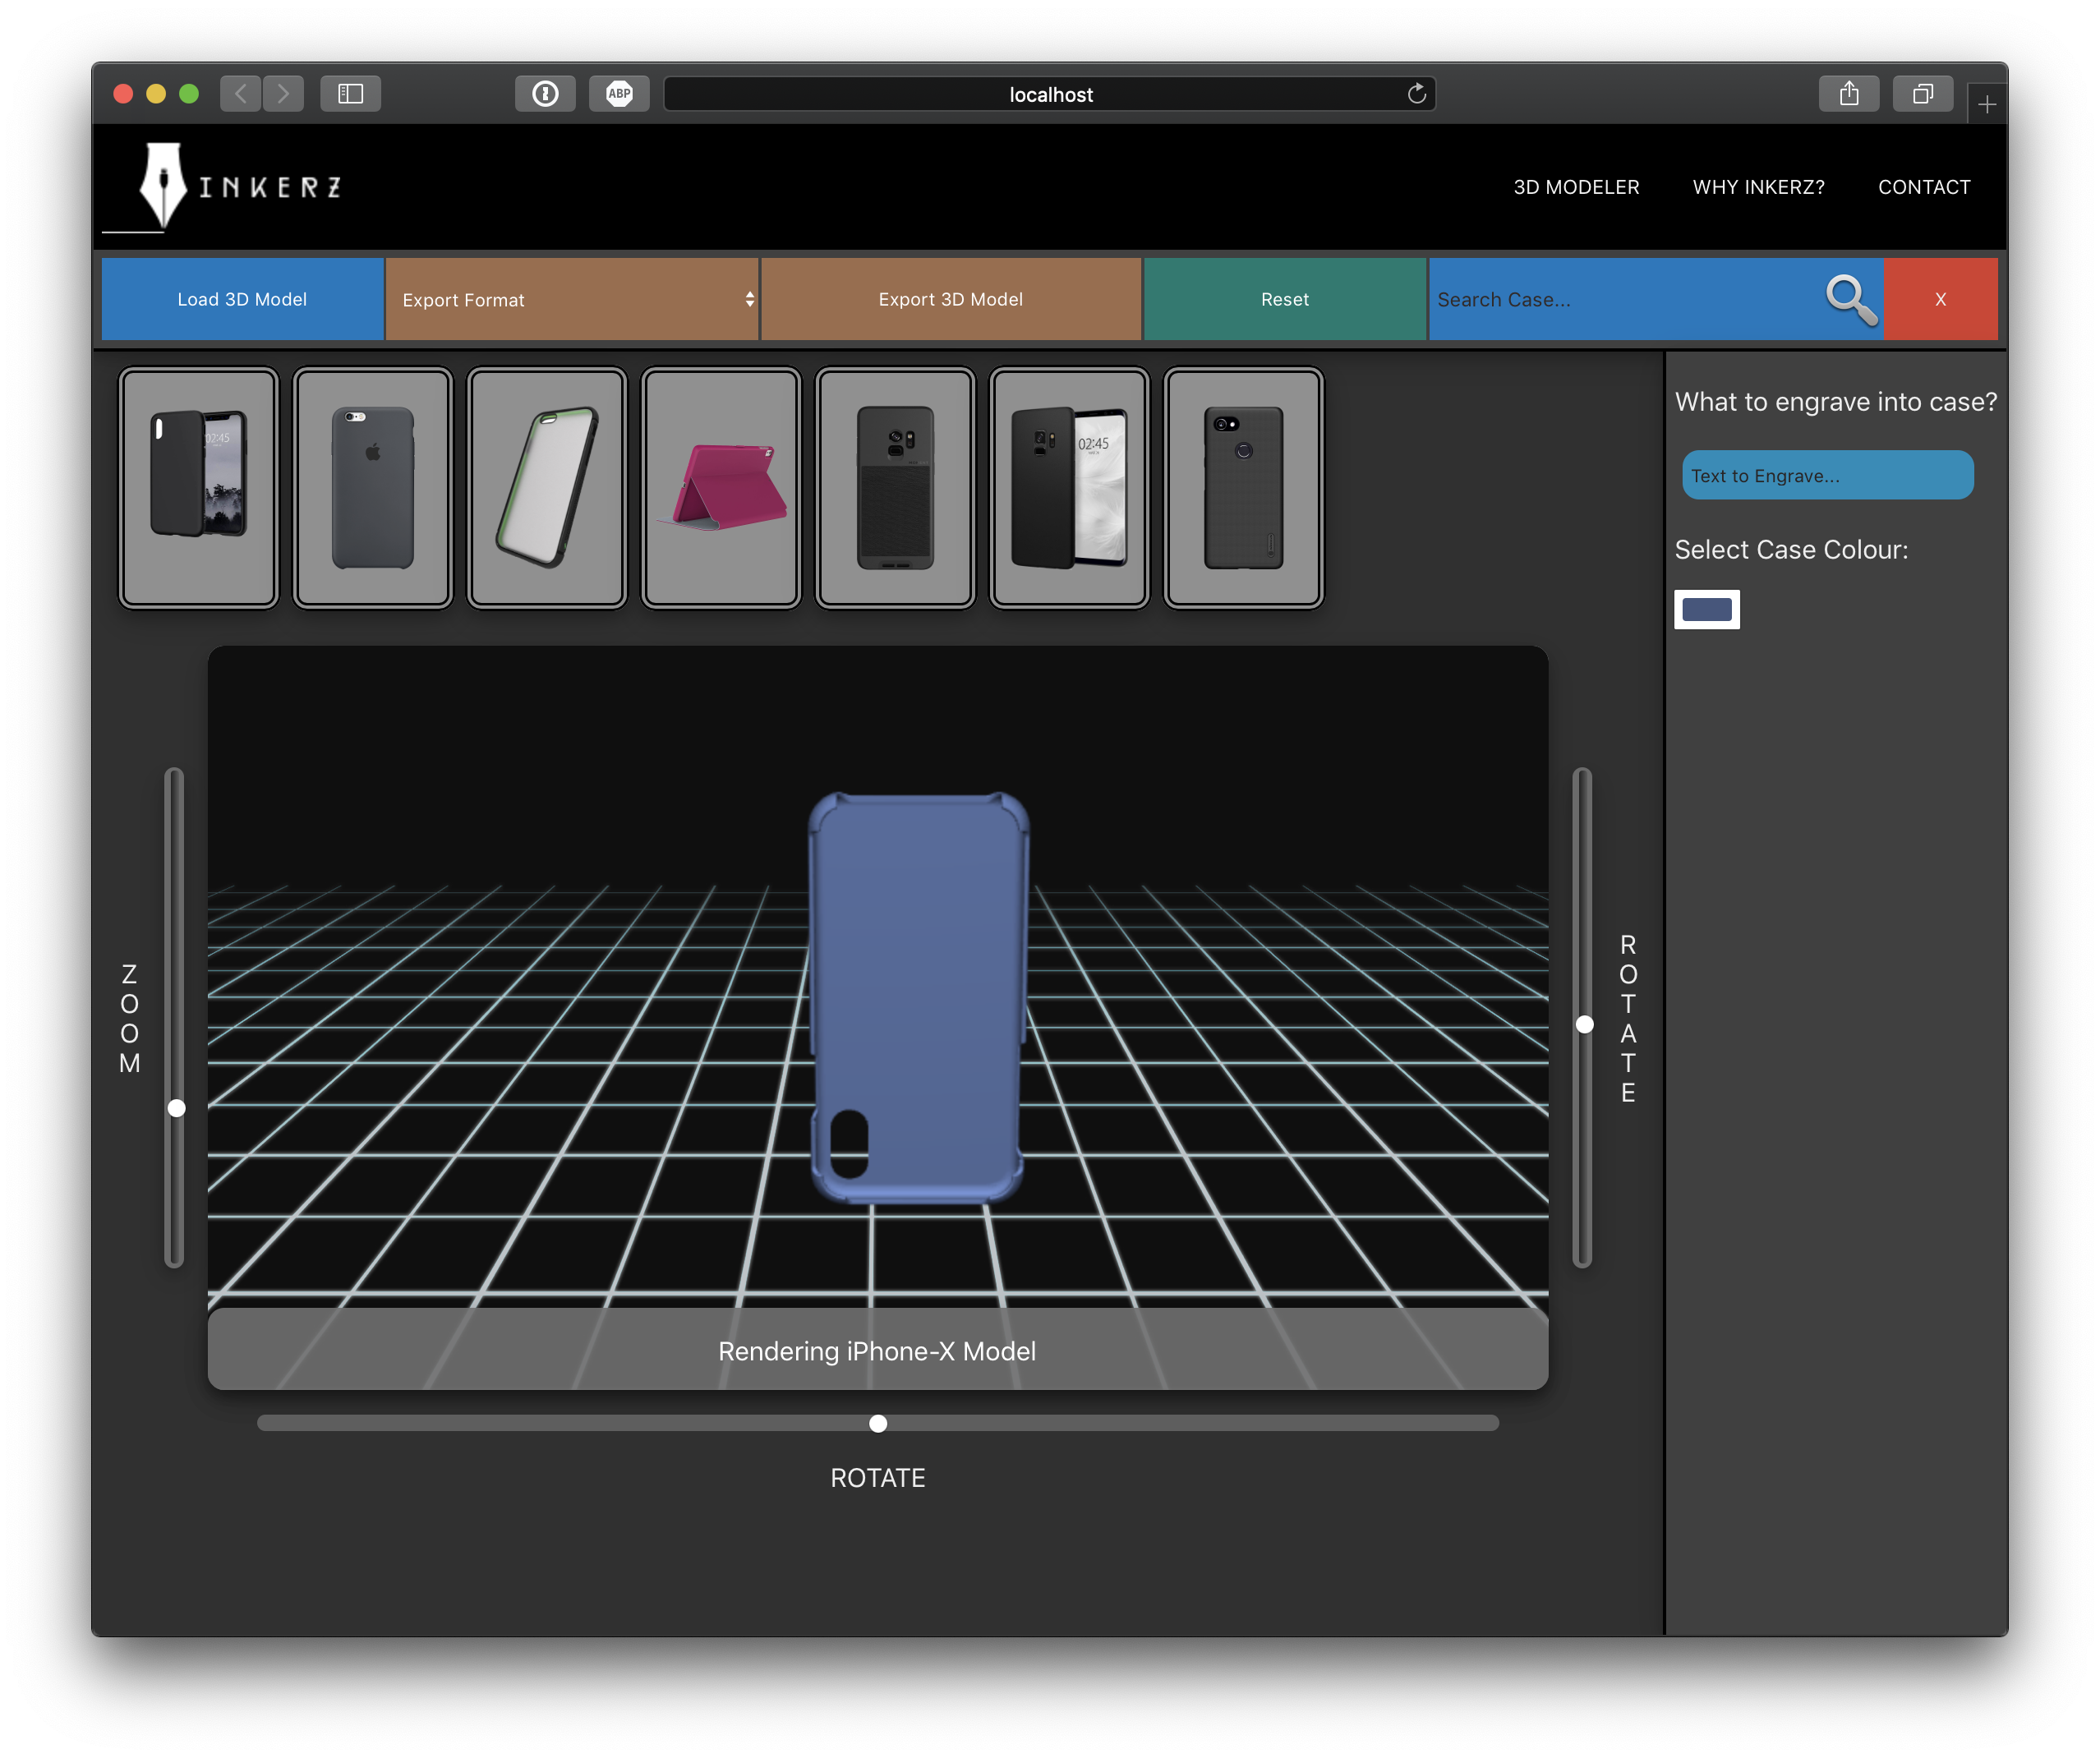 ABP
localhost
INKERZ
3D MODELER
WHY INKERZ?
CONTACT
Load 3D Model
Export Format
Export 3D Model
Reset
Search Case...
X
02:45
02:45
What to engrave into case?
Text to Engrave...
Select Case Colour:
ZOOM
ROTATE
Rendering iPhone-X Model
ROTATE